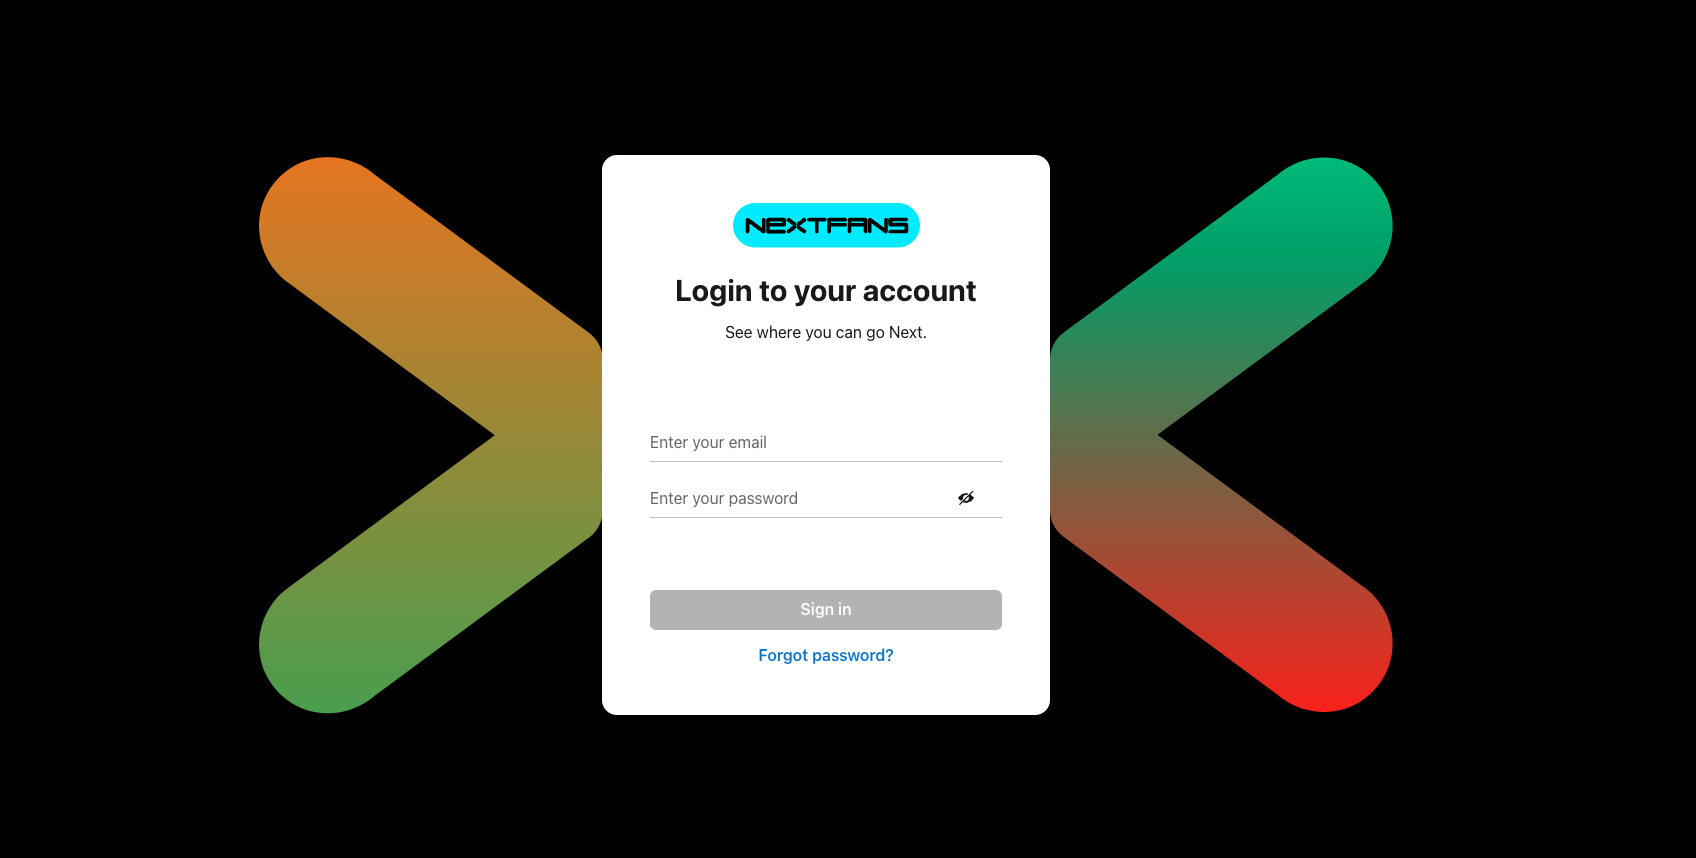 NEXTFANS
Login to your account
See where you can go Next.
Enter your email
Enter your password
Sign in
Forgot password?